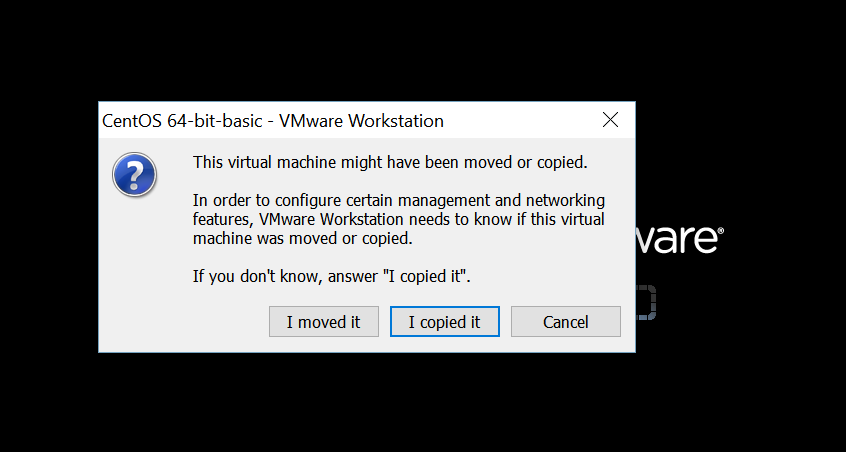 CentOS 64-bit-basic - VMware Workstation
This virtual machine might have been moved or copied.
In order to configure certain management and networking
features, VMware Workstation needs to know if this virtual
machine was moved or copied.
If you don't know, answer "I copied it".
ware®
I moved it
I copied it
Cancel